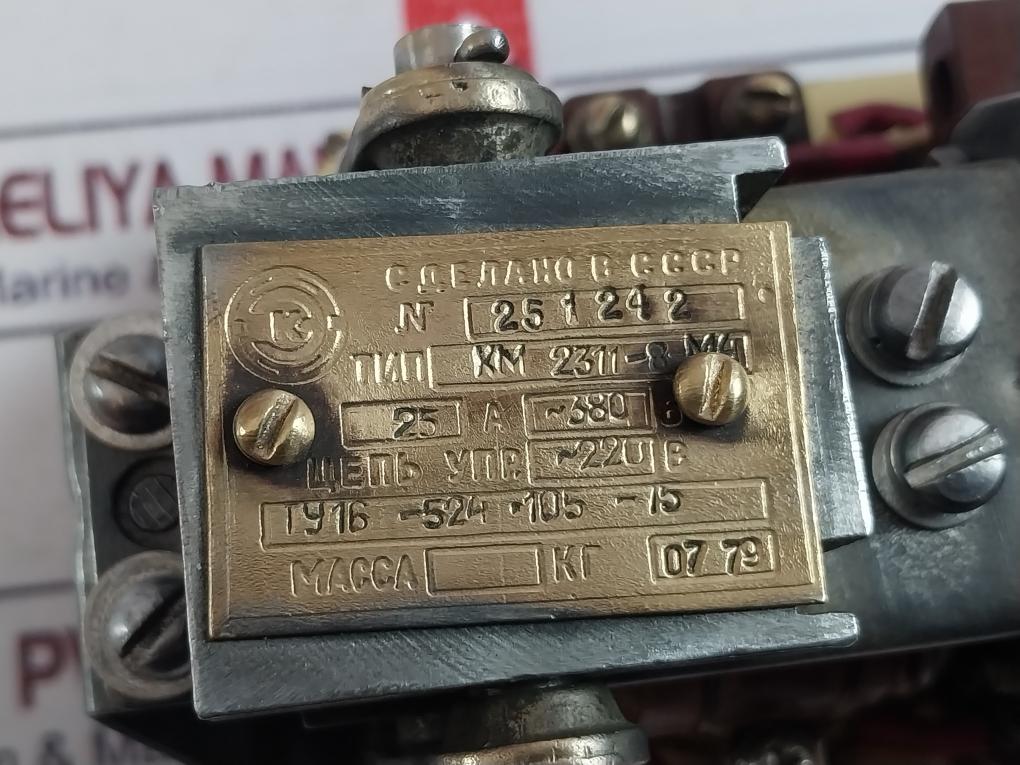 СДЕЛАНО В СССР
№ 251242
ТИП КМ 2311-8 М4
25 А ~380 В
ЦЕПЬ УПР. ~220 В
ТУ16 -524 -105 -75
МАССА КГ 07 79
ELIYA MA
Marine &